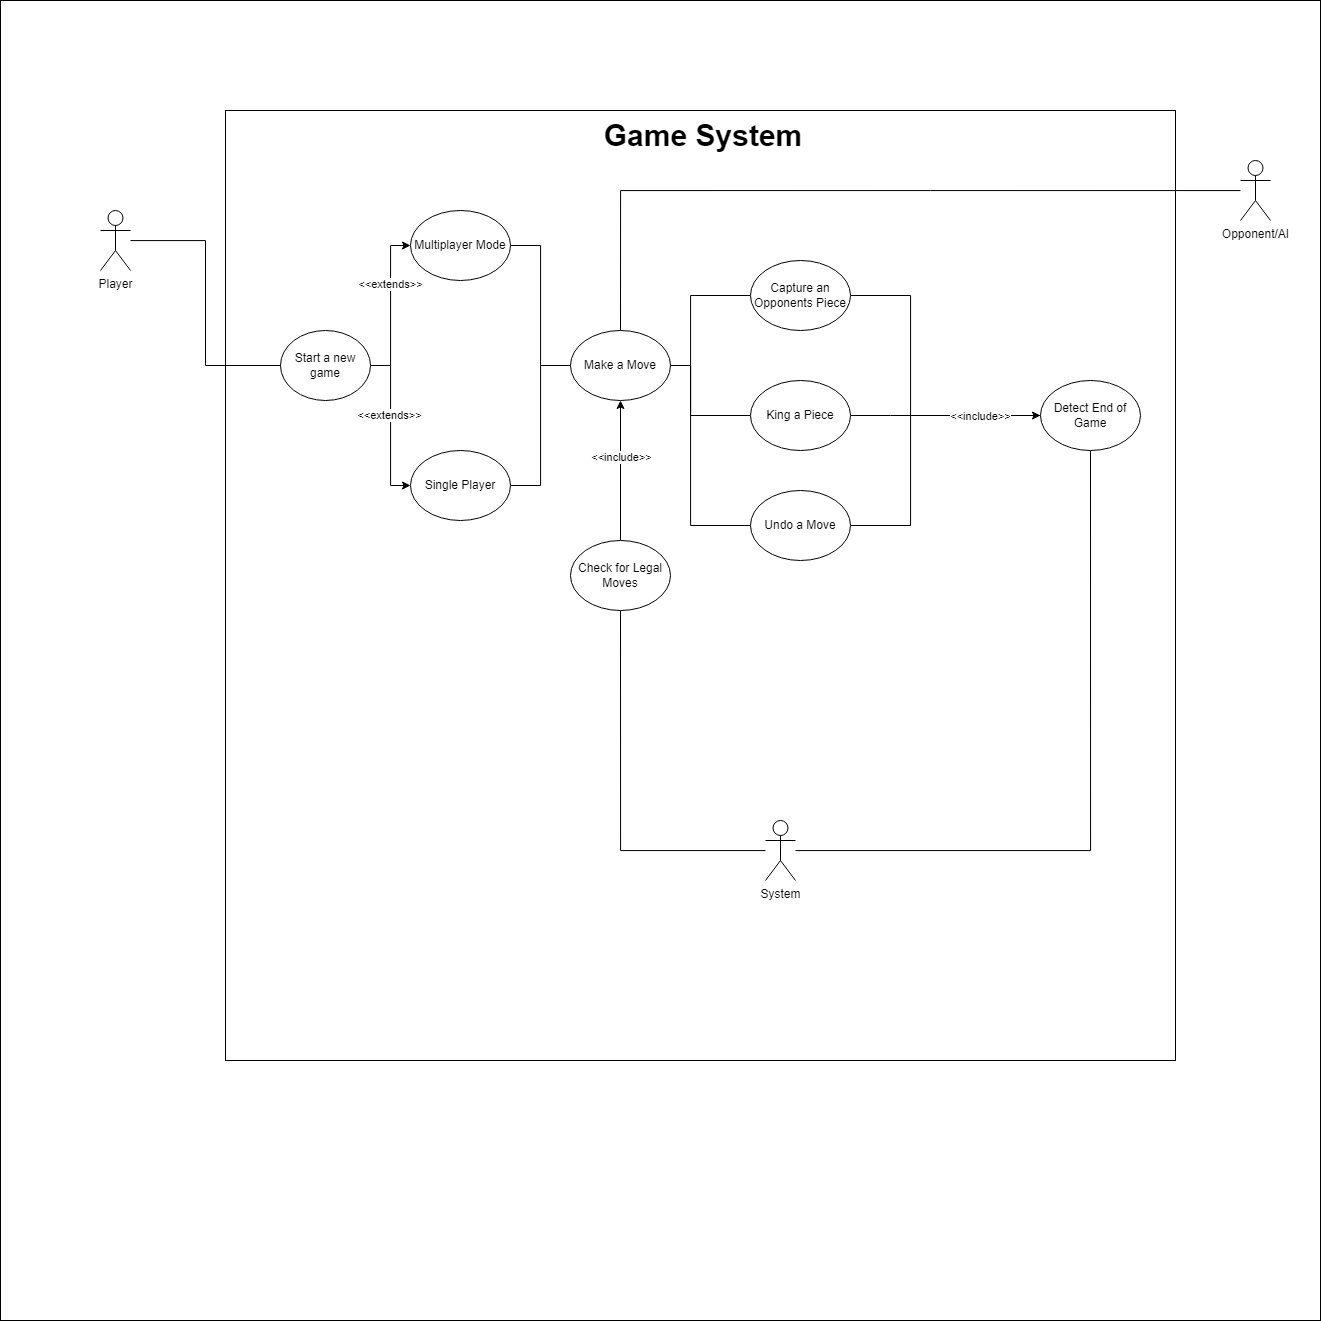 Game System
Opponent/AI
Player
Multiplayer Mode
<<extends>>
Capture an
Opponents Piece
Start a new
game
Make a Move
<<extends>>
King a Piece
<<include>>
Detect End of
Game
<<include>>
Single Player
Undo a Move
Check for Legal
Moves
System